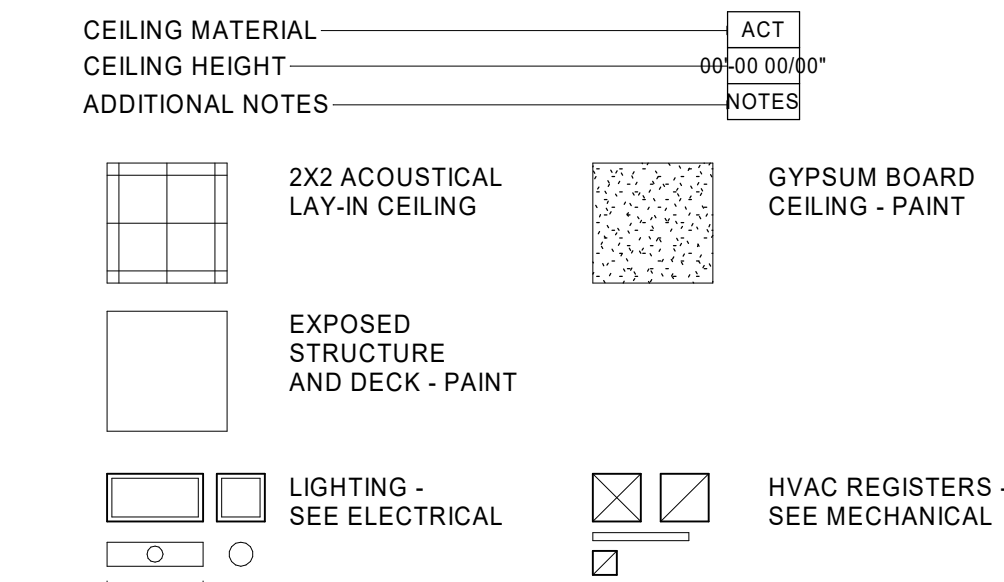 CEILING MATERIAL
ACT
CEILING HEIGHT
00'-00 00/00"
ADDITIONAL NOTES
NOTES
2X2 ACOUSTICAL
LAY-IN CEILING
GYPSUM BOARD
CEILING - PAINT
EXPOSED
STRUCTURE
AND DECK - PAINT
LIGHTING -
SEE ELECTRICAL
HVAC REGISTERS -
SEE MECHANICAL